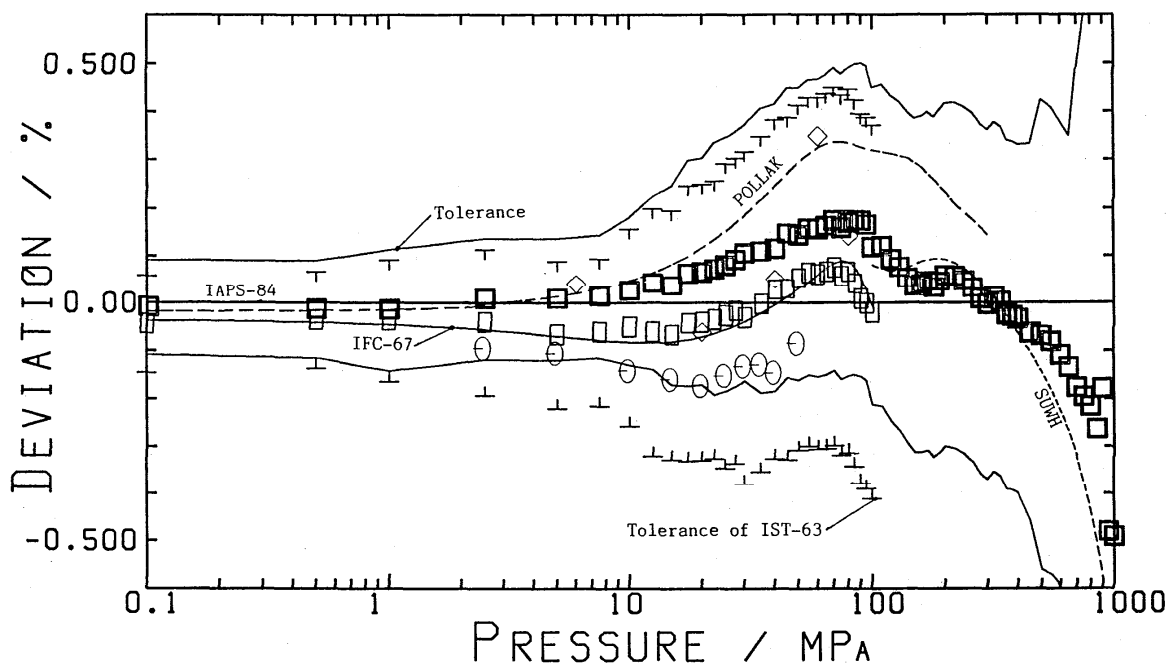 0.500
Tolerance
POLLAK
IAPS-84
0.00
IFC-67
SUWH
Tolerance of IST-63
-0.500
0.1 1 10 100 1000
DEVIATION / %
PRESSURE / MPA